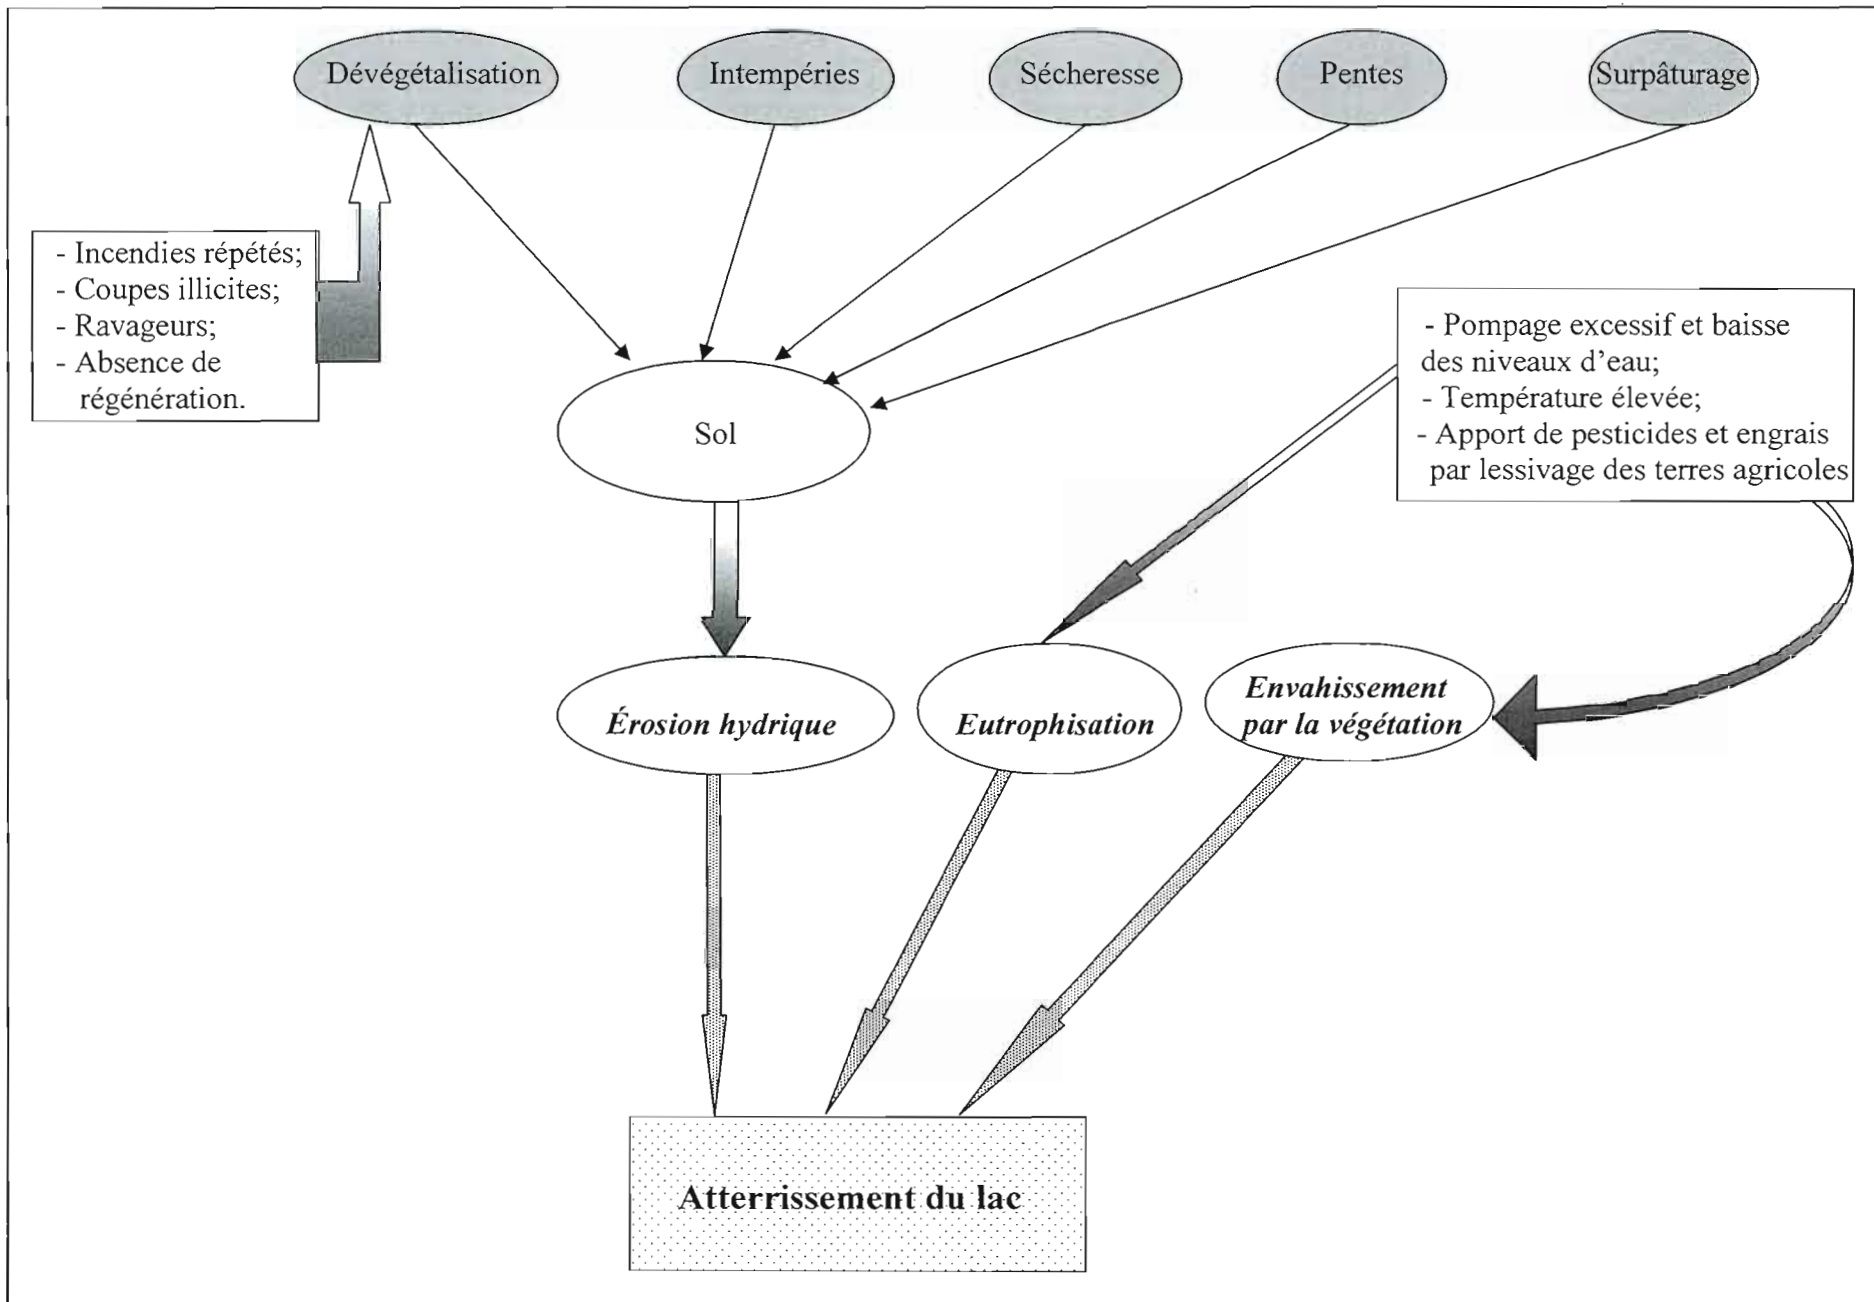 Dévégétalisation
Intempéries
Sécheresse
Pentes
Surpâturage
- Incendies répétés;
- Coupes illicites;
- Ravageurs;
- Absence de
régénération.
- Pompage excessif et baisse
des niveaux d'eau;
- Température élevée;
- Apport de pesticides et engrais
par lessivage des terres agricoles
Sol
Érosion hydrique
Eutrophisation
Envahissement
par la végétation
Atterrissement du lac